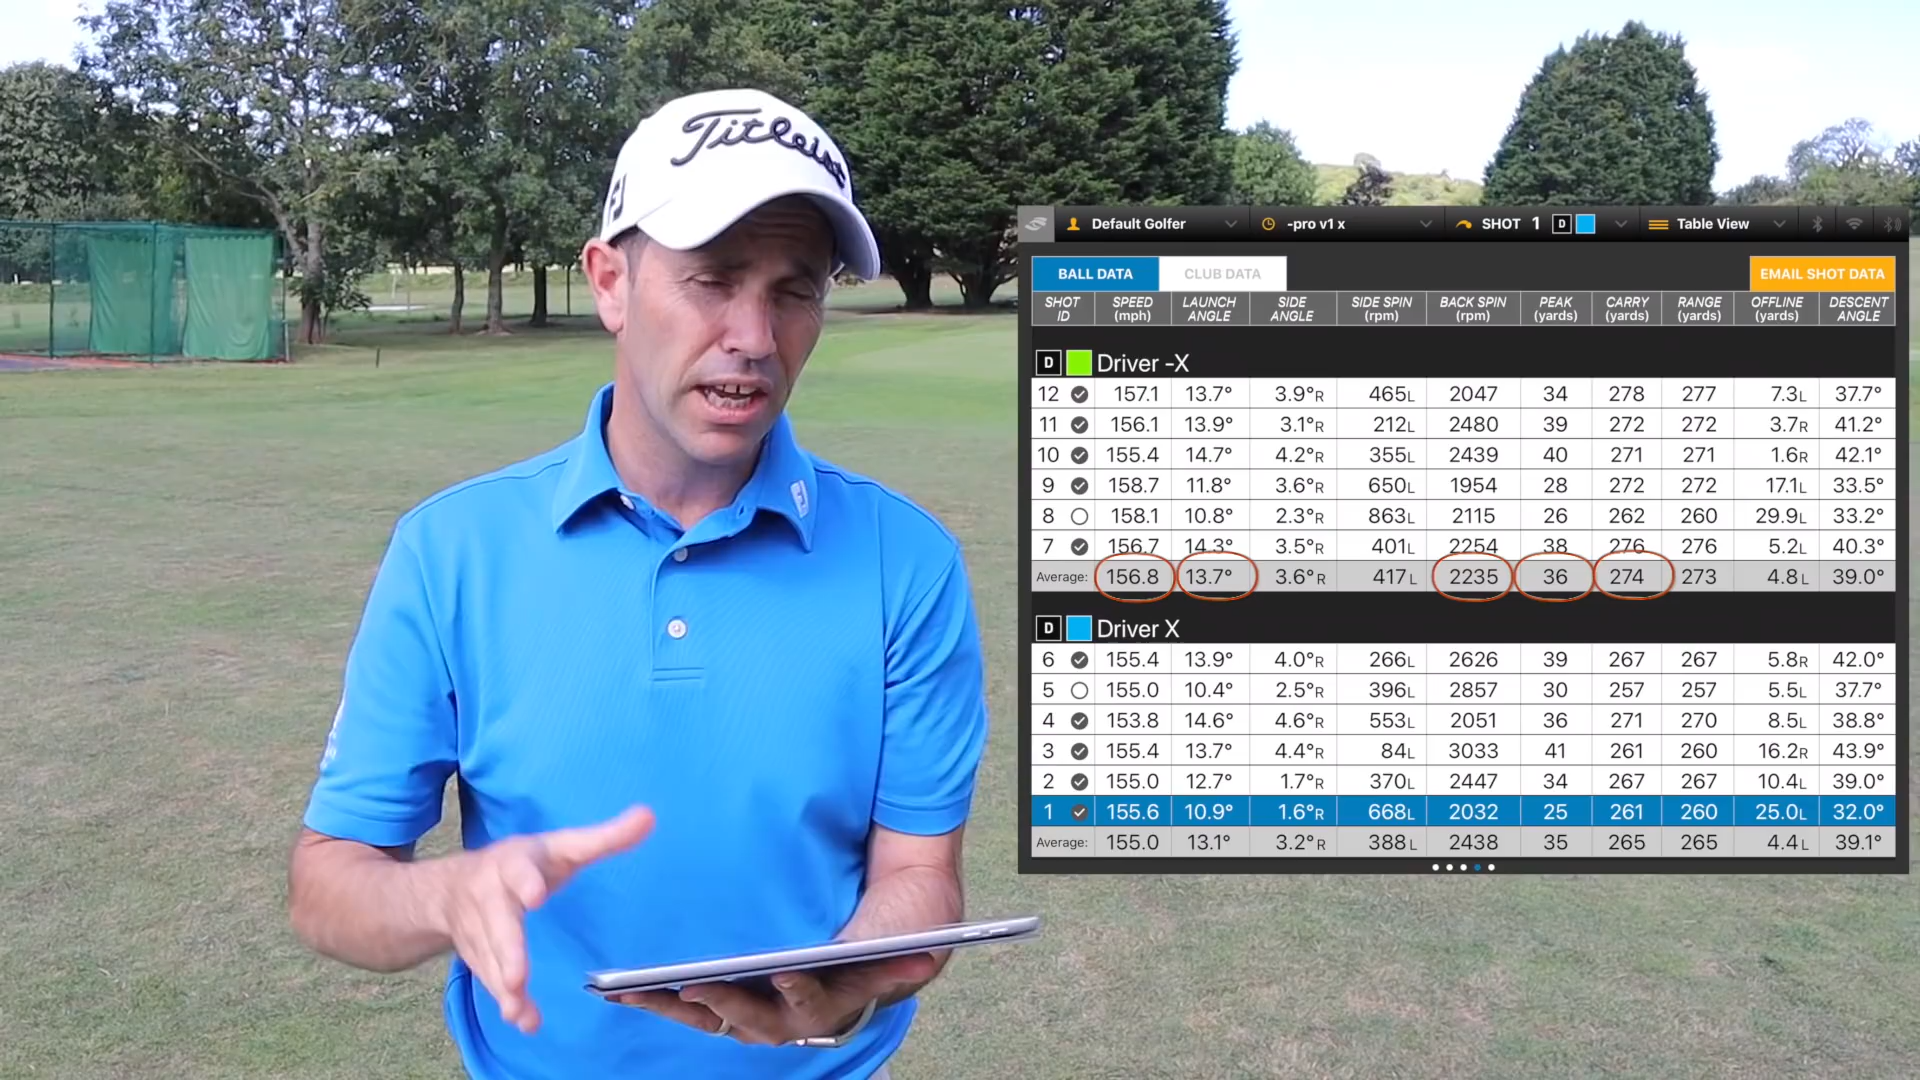 Titleist
FJ
Default Golfer -pro v1 x SHOT 1 D Table View
BALL DATA CLUB DATA EMAIL SHOT DATA
SHOT ID SPEED (mph) LAUNCH ANGLE SIDE ANGLE SIDE SPIN (rpm) BACK SPIN (rpm) PEAK (yards) CARRY (yards) RANGE (yards) OFFLINE (yards) DESCENT ANGLE
D Driver -X
12 157.1 13.7° 3.9°R 465L 2047 34 278 277 7.3L 37.7°
11 156.1 13.9° 3.1°R 212L 2480 39 272 272 3.7R 41.2°
10 155.4 14.7° 4.2°R 355L 2439 40 271 271 1.6R 42.1°
9 158.7 11.8° 3.6°R 650L 1954 28 272 272 17.1L 33.5°
8 158.1 10.8° 2.3°R 863L 2115 26 262 260 29.9L 33.2°
7 156.7 14.3° 3.5°R 401L 2254 38 276 276 5.2L 40.3°
Average: 156.8 13.7° 3.6°R 417L 2235 36 274 273 4.8L 39.0°
D Driver X
6 155.4 13.9° 4.0°R 266L 2626 39 267 267 5.8R 42.0°
5 155.0 10.4° 2.5°R 396L 2857 30 257 257 5.5L 37.7°
4 153.8 14.6° 4.6°R 553L 2051 36 271 270 8.5L 38.8°
3 155.4 13.7° 4.4°R 84L 3033 41 261 260 16.2R 43.9°
2 155.0 12.7° 1.7°R 370L 2447 34 267 267 10.4L 39.0°
1 155.6 10.9° 1.6°R 668L 2032 25 261 260 25.0L 32.0°
Average: 155.0 13.1° 3.2°R 388L 2438 35 265 265 4.4L 39.1°